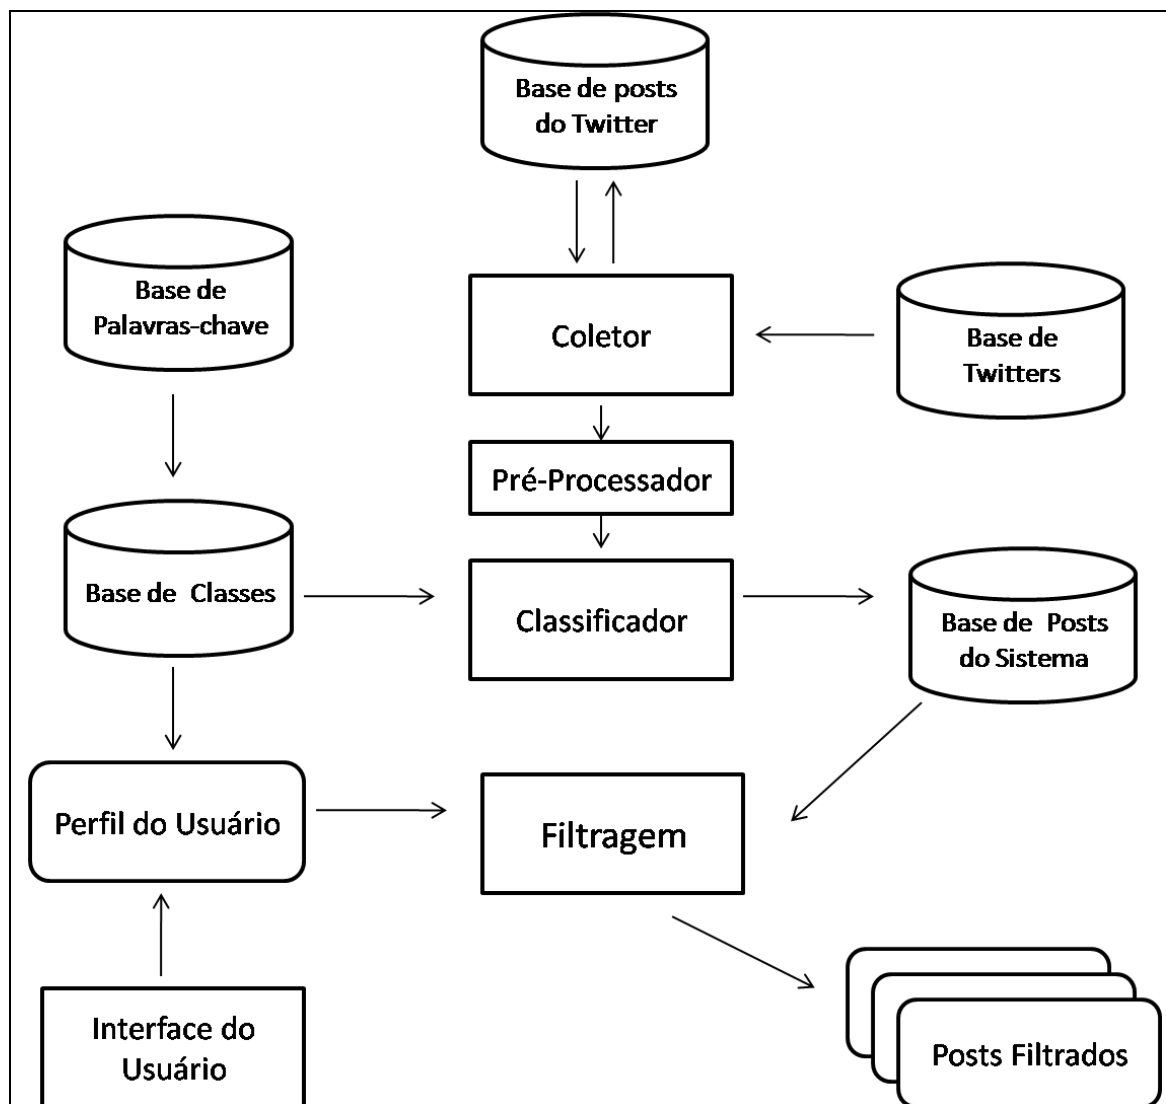 Base de posts
do Twitter
Base de
Palavras-chave
Coletor
Base de
Twitters
Pré-Processador
Base de Classes
Classificador
Base de Posts
do Sistema
Perfil do Usuário
Filtragem
Interface do
Usuário
Posts Filtrados